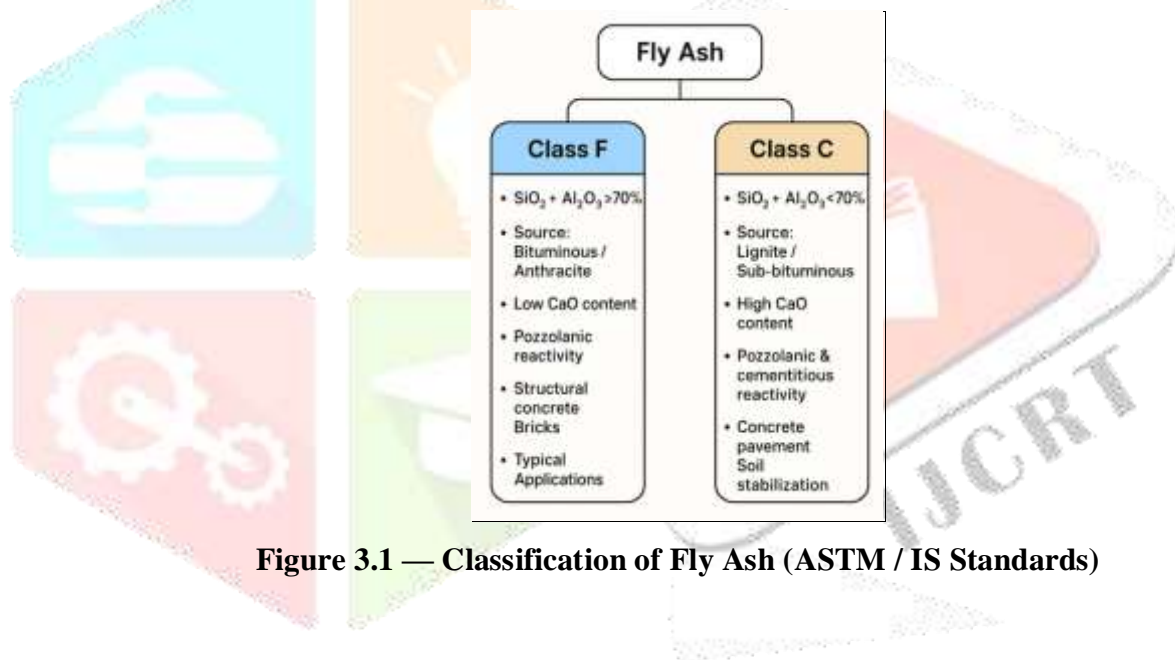 Fly Ash
Class F
• SiO₂ + Al₂O₃>70%
• Source:
Bituminous /
Anthracite
• Low CaO content
• Pozzolanic
reactivity
• Structural
concrete
Bricks
• Typical
Applications
Class C
• SiO₂ + Al₂O₃<70%
• Source:
Lignite /
Sub-bituminous
• High CaO
content
• Pozzolanic &
cementitious
reactivity
• Concrete
pavement
Soil
stabilization
IJCRT
Figure 3.1 — Classification of Fly Ash (ASTM / IS Standards)